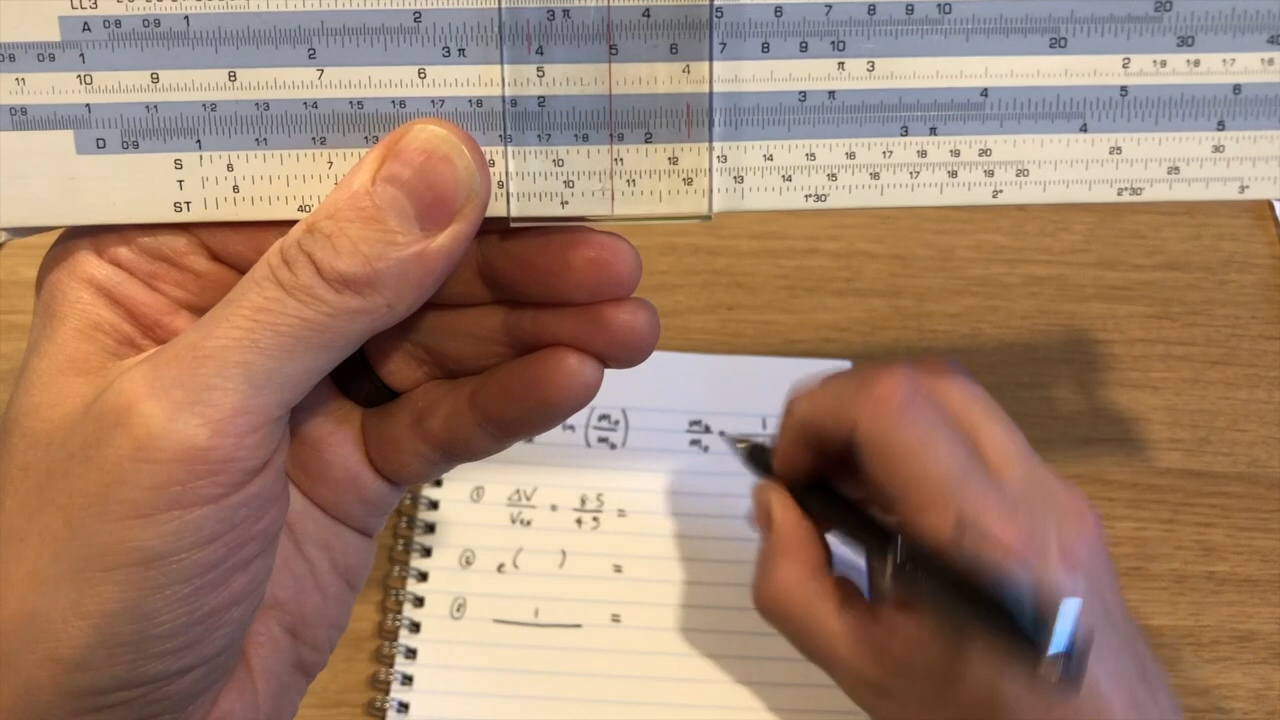 LL3
A 0·8 0·9 1 2 3 π 4 5 6 7 8 9 10 20
0·8 0·9 1 2 3 π 4 5 6 7 8 9 10 20 30 40
11 10 9 8 7 6 5 4 π 3 2 1·9 1·8 1·7 1·6
0·9 1 1·1 1·2 1·3 1·4 1·5 1·6 1·7 1·8 1·9 2 3 π 4 5 6
D 0·9 1 1·1 1·2 1·3 1·7 1·8 1·9 2 3 π 4 5
S 6 7 10 11 12 13 14 15 16 17 18 19 20 25 30
T 6 9 10 11 12 13 14 15 16 17 18 19 20 25
ST 40' 1° 1°30' 2° 2°30' 3°
ln (m₀/m_b) m_b/m₀ = 1
① ΔV/Vex = 8·5/4·5 =
② e( ) =
③ 1 =